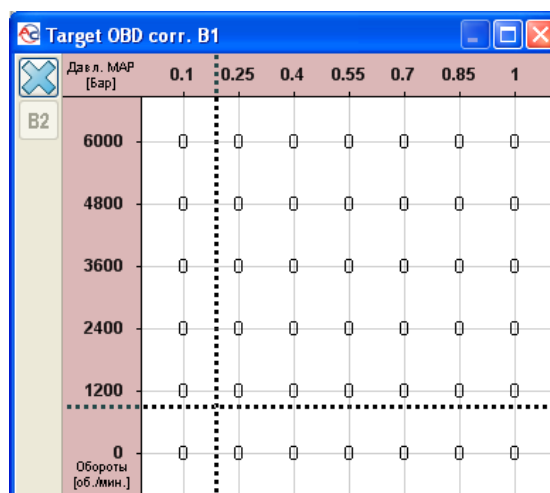 Target OBD corr. B1
Давл. MAP 0.1 0.25 0.4 0.55 0.7 0.85 1
[Бар]
B2
6000 0 0 0 0 0 0 0
4800 0 0 0 0 0 0 0
3600 0 0 0 0 0 0 0
2400 0 0 0 0 0 0 0
1200 0 0 0 0 0 0 0
0 0 0 0 0 0 0 0
Обороты
[об./мин.]